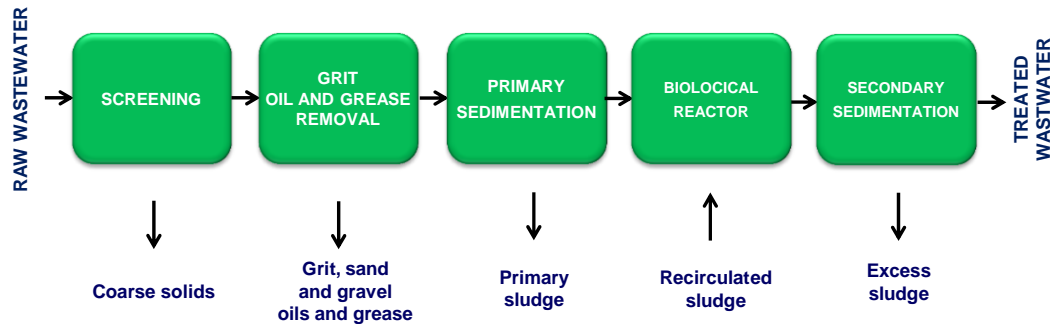 RAW WASTEWATER
SCREENING
GRIT
OIL AND GREASE
REMOVAL
PRIMARY
SEDIMENTATION
BIOLOCICAL
REACTOR
SECONDARY
SEDIMENTATION
TREATED
WASTWATER
Coarse solids
Grit, sand
and gravel
oils and grease
Primary
sludge
Recirculated
sludge
Excess
sludge